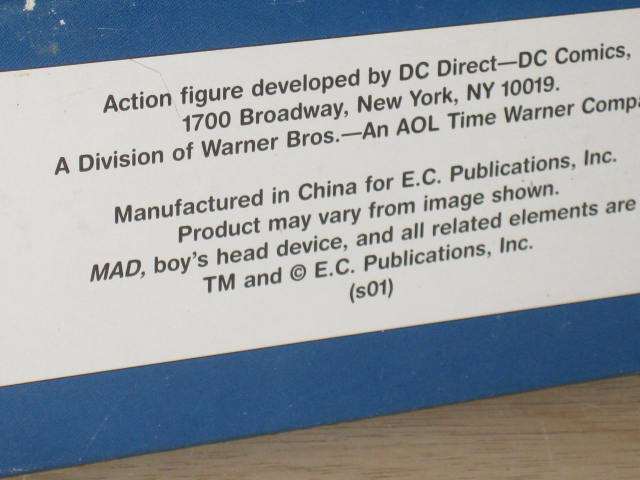 Action figure developed by DC Direct—DC Comics,
1700 Broadway, New York, NY 10019.
A Division of Warner Bros.—An AOL Time Warner
Manufactured in China for E.C. Publications, Inc.
Product may vary from image shown.
MAD, boy's head device, and all related elements are
TM and © E.C. Publications, Inc.
(s01)